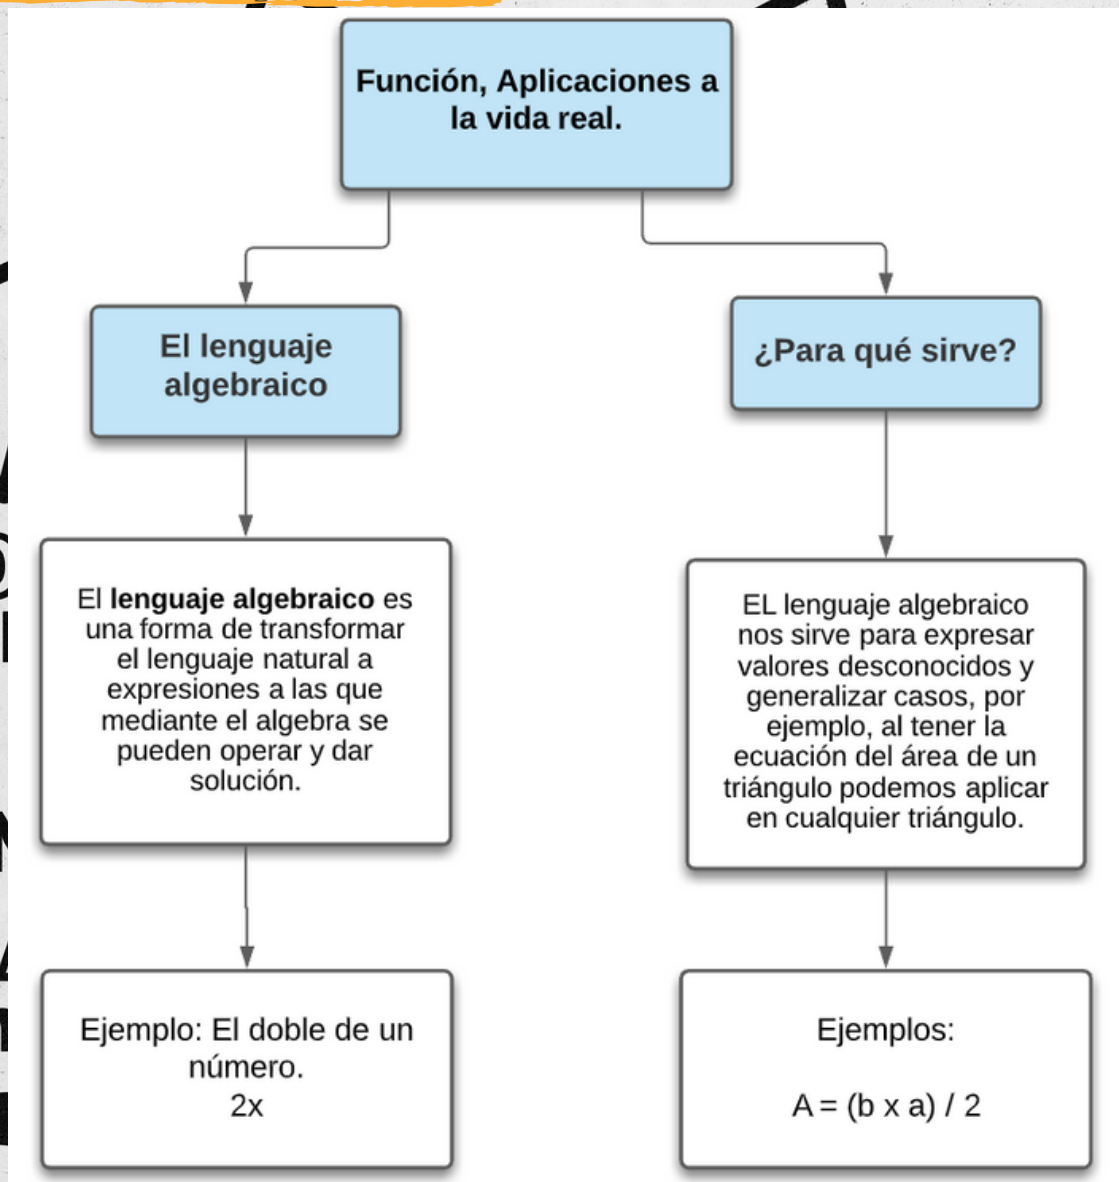 Función, Aplicaciones a
la vida real.
El lenguaje
algebraico
¿Para qué sirve?
El lenguaje algebraico es
una forma de transformar
el lenguaje natural a
expresiones a las que
mediante el algebra se
pueden operar y dar
solución.
EL lenguaje algebraico
nos sirve para expresar
valores desconocidos y
generalizar casos, por
ejemplo, al tener la
ecuación del área de un
triángulo podemos aplicar
en cualquier triángulo.
Ejemplo: El doble de un
número.
2x
Ejemplos:
A = (b x a) / 2